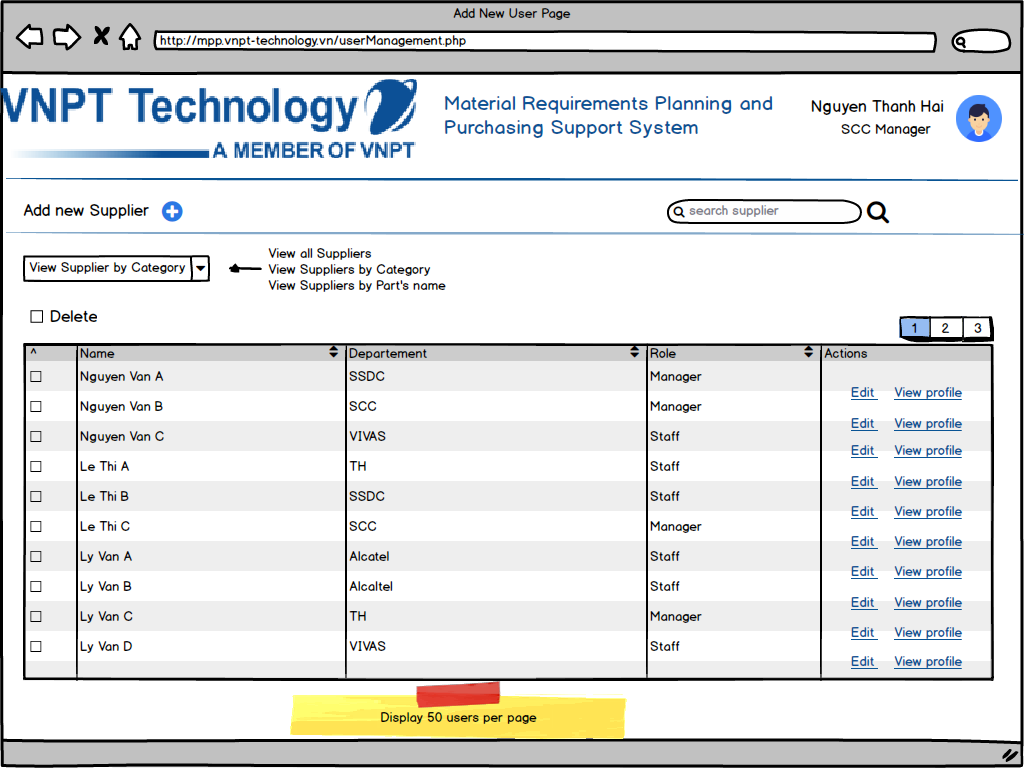 Add New User Page
http://mpp.vnpt-technology.vn/userManagement.php
VNPT Technology
A MEMBER OF VNPT
Material Requirements Planning and
Purchasing Support System
Nguyen Thanh Hai
SCC Manager
Add new Supplier
search supplier
View Supplier by Category
View all Suppliers
View Suppliers by Category
View Suppliers by Part's name
Delete
1 2 3
^ Name Departement Role Actions
Nguyen Van A SSDC Manager Edit View profile
Nguyen Van B SCC Manager Edit View profile
Nguyen Van C VIVAS Staff Edit View profile
Le Thi A TH Staff Edit View profile
Le Thi B SSDC Staff Edit View profile
Le Thi C SCC Manager Edit View profile
Ly Van A Alcatel Staff Edit View profile
Ly Van B Alcaltel Staff Edit View profile
Ly Van C TH Manager Edit View profile
Ly Van D VIVAS Staff Edit View profile
Display 50 users per page